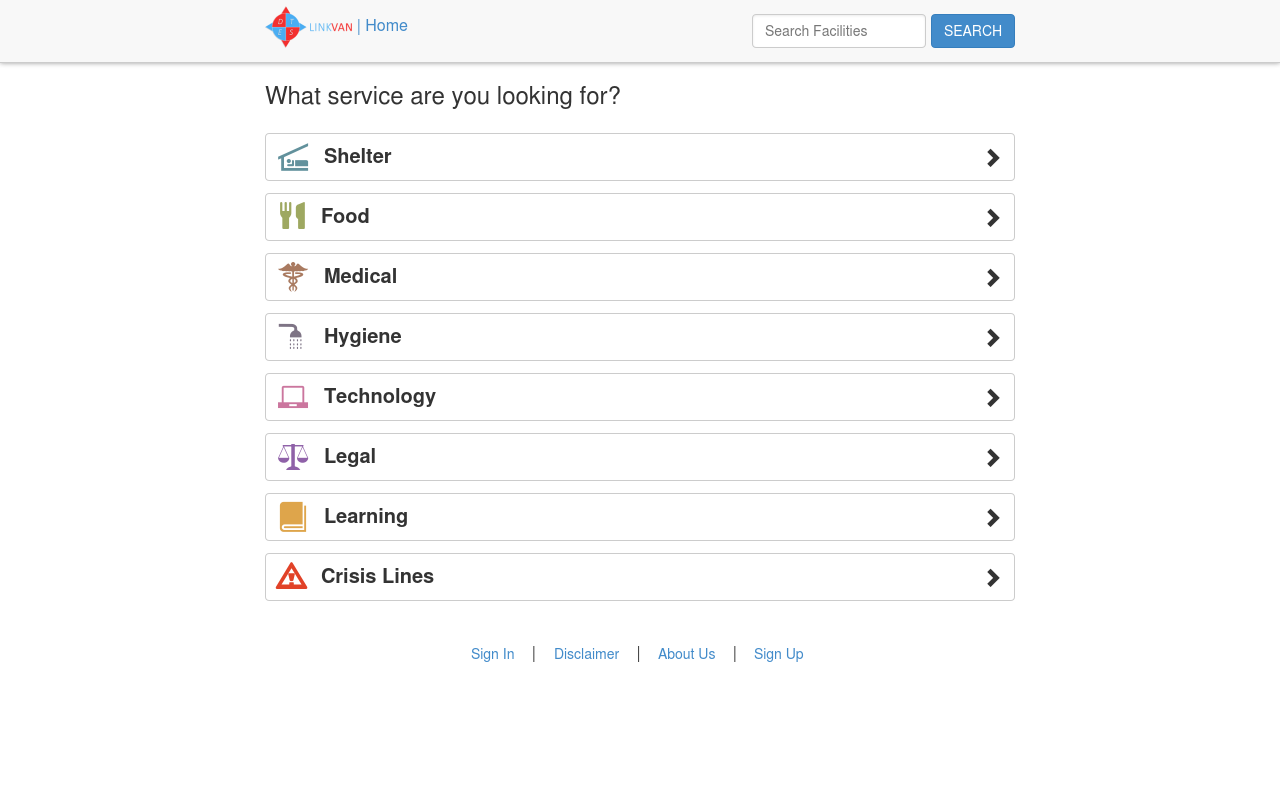 LINKVAN | Home
Search Facilities
SEARCH
What service are you looking for?
Shelter
Food
Medical
Hygiene
Technology
Legal
Learning
Crisis Lines
Sign In | Disclaimer | About Us | Sign Up